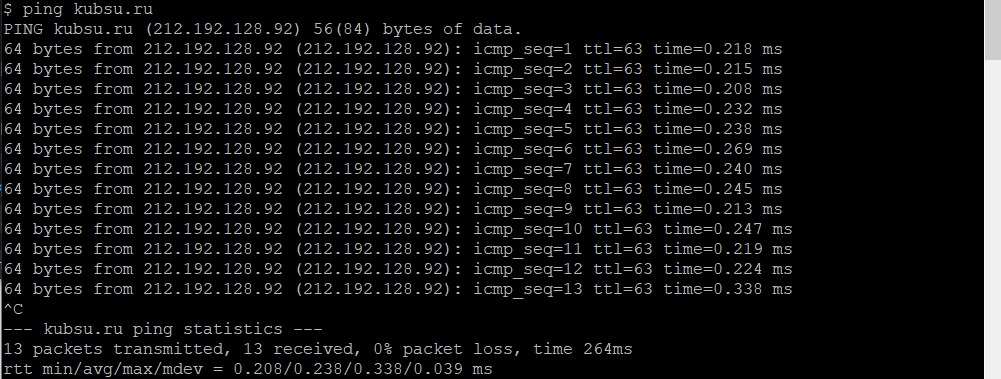 $ ping kubsu.ru
PING kubsu.ru (212.192.128.92) 56(84) bytes of data.
64 bytes from 212.192.128.92 (212.192.128.92): icmp_seq=1 ttl=63 time=0.218 ms
64 bytes from 212.192.128.92 (212.192.128.92): icmp_seq=2 ttl=63 time=0.215 ms
64 bytes from 212.192.128.92 (212.192.128.92): icmp_seq=3 ttl=63 time=0.208 ms
64 bytes from 212.192.128.92 (212.192.128.92): icmp_seq=4 ttl=63 time=0.232 ms
64 bytes from 212.192.128.92 (212.192.128.92): icmp_seq=5 ttl=63 time=0.238 ms
64 bytes from 212.192.128.92 (212.192.128.92): icmp_seq=6 ttl=63 time=0.269 ms
64 bytes from 212.192.128.92 (212.192.128.92): icmp_seq=7 ttl=63 time=0.240 ms
64 bytes from 212.192.128.92 (212.192.128.92): icmp_seq=8 ttl=63 time=0.245 ms
64 bytes from 212.192.128.92 (212.192.128.92): icmp_seq=9 ttl=63 time=0.213 ms
64 bytes from 212.192.128.92 (212.192.128.92): icmp_seq=10 ttl=63 time=0.247 ms
64 bytes from 212.192.128.92 (212.192.128.92): icmp_seq=11 ttl=63 time=0.219 ms
64 bytes from 212.192.128.92 (212.192.128.92): icmp_seq=12 ttl=63 time=0.224 ms
64 bytes from 212.192.128.92 (212.192.128.92): icmp_seq=13 ttl=63 time=0.338 ms
^C
--- kubsu.ru ping statistics ---
13 packets transmitted, 13 received, 0% packet loss, time 264ms
rtt min/avg/max/mdev = 0.208/0.238/0.338/0.039 ms